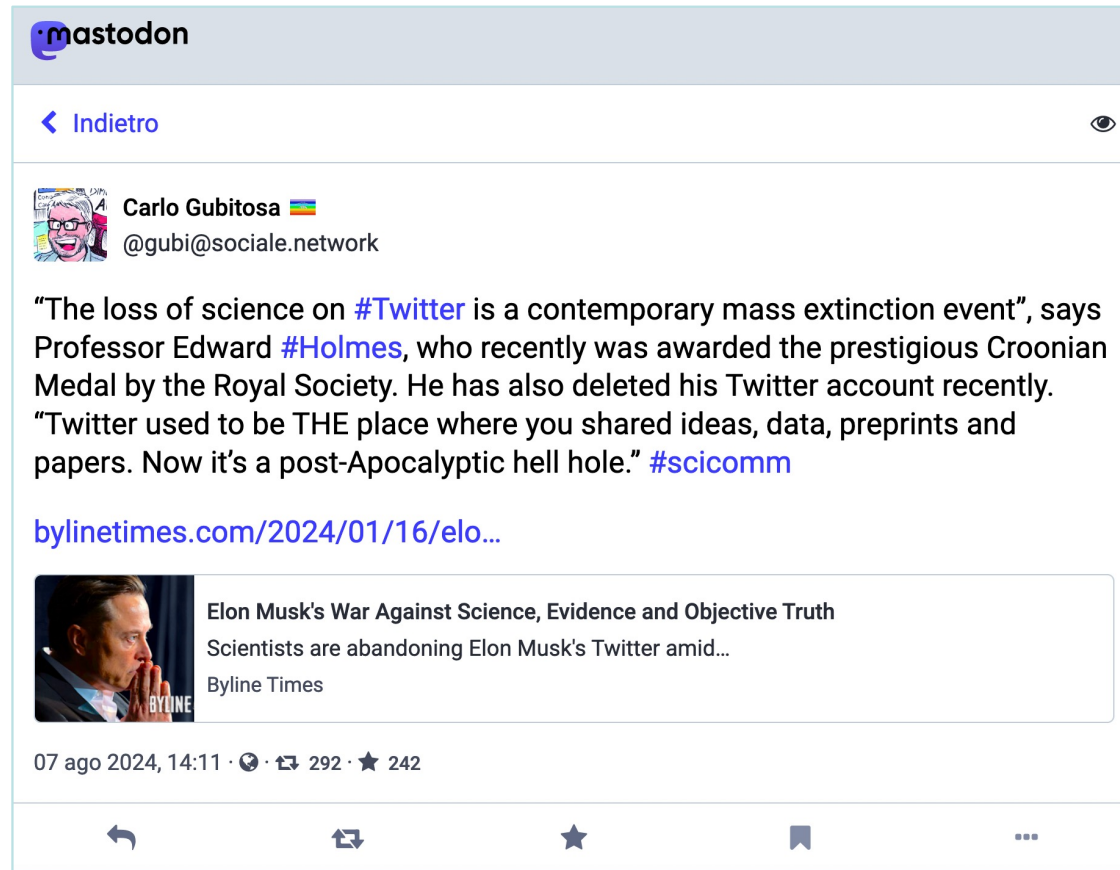 mastodon
Indietro
Carlo Gubitosa
@gubi@sociale.network
“The loss of science on #Twitter is a contemporary mass extinction event”, says
Professor Edward #Holmes, who recently was awarded the prestigious Croonian
Medal by the Royal Society. He has also deleted his Twitter account recently.
“Twitter used to be THE place where you shared ideas, data, preprints and
papers. Now it’s a post-Apocalyptic hell hole.” #scicomm
bylinetimes.com/2024/01/16/elo…
Elon Musk's War Against Science, Evidence and Objective Truth
Scientists are abandoning Elon Musk's Twitter amid…
Byline Times
BYLINE
07 ago 2024, 14:11 · · 292 · 242